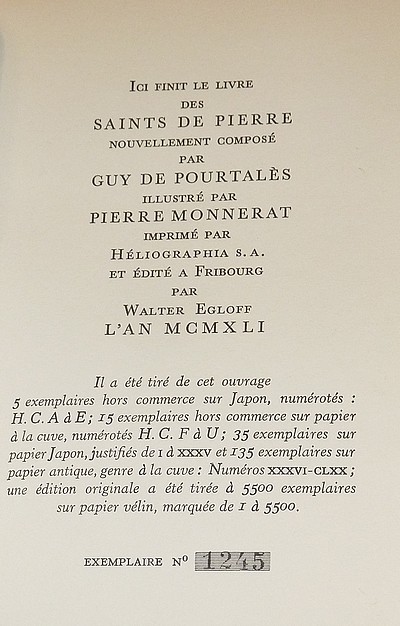 Ici finit le livre
des
SAINTS DE PIERRE
nouvellement composé
par
GUY DE POURTALÈS
illustré par
PIERRE MONNERAT
imprimé par
Héliographia s.a.
et édité a Fribourg
par
Walter Egloff
L'AN MCMXLI
Il a été tiré de cet ouvrage
5 exemplaires hors commerce sur Japon, numérotés :
H. C. A à E; 15 exemplaires hors commerce sur papier
à la cuve, numérotés H. C. F à U; 35 exemplaires sur
papier Japon, justifiés de I à XXXV et 135 exemplaires sur
papier antique, genre à la cuve : Numéros XXXVI-CLXX;
une édition originale a été tirée à 5500 exemplaires
sur papier vélin, marquée de 1 à 5500.
EXEMPLAIRE Nº 1245